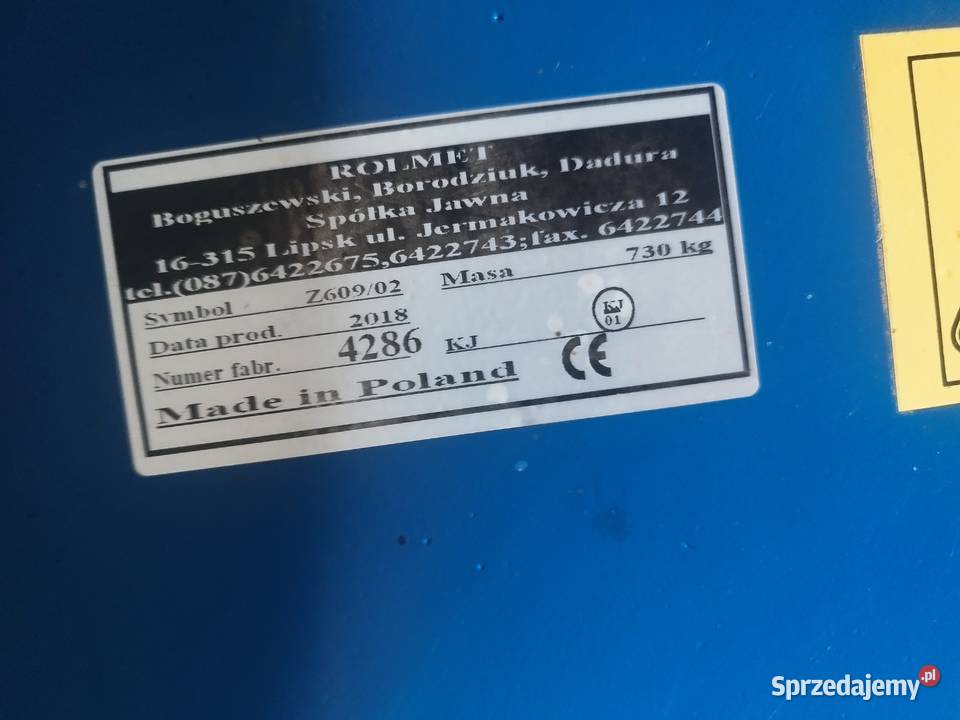 ROLMET
Boguszewski, Borodziuk, Dadura
Spółka Jawna
16-315 Lipsk ul. Jermakowicza 12
tel.(087)6422675,6422743;fax. 6422744
Symbol Z609/02 Masa 730 kg
Data prod. 2018
Numer fabr. 4286 KJ KJ 01
Made in Poland CE
Sprzedajemy.pl